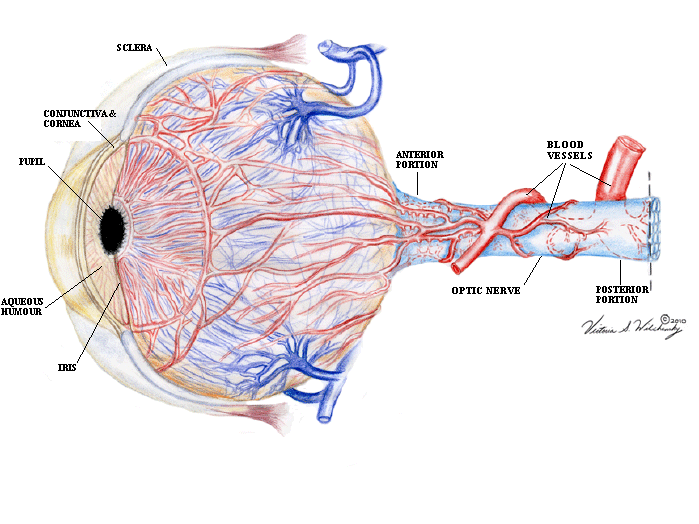 SCLERA
CONJUNCTIVA &
CORNEA
PUPIL
AQUEOUS
HUMOUR
IRIS
ANTERIOR
PORTION
BLOOD
VESSELS
OPTIC NERVE
POSTERIOR
PORTION
©2010